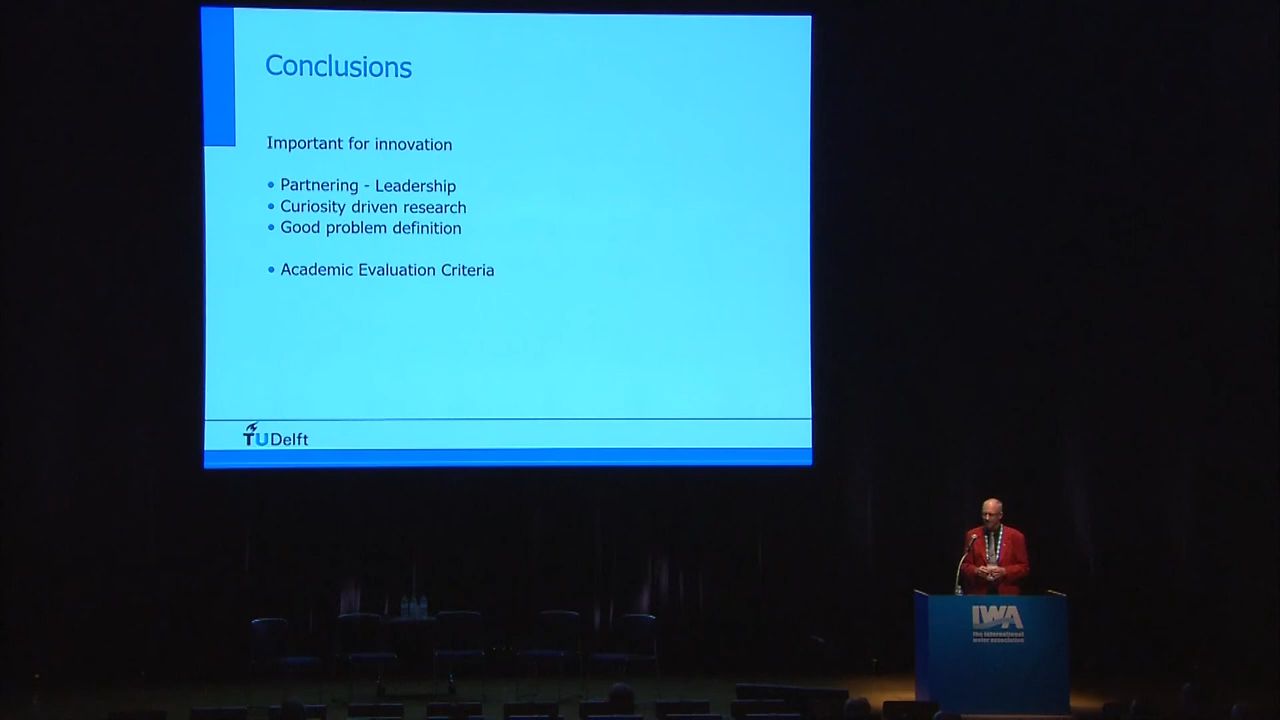 Conclusions
Important for innovation
• Partnering - Leadership
• Curiosity driven research
• Good problem definition
• Academic Evaluation Criteria
TUDelft
IWA
the international
water association